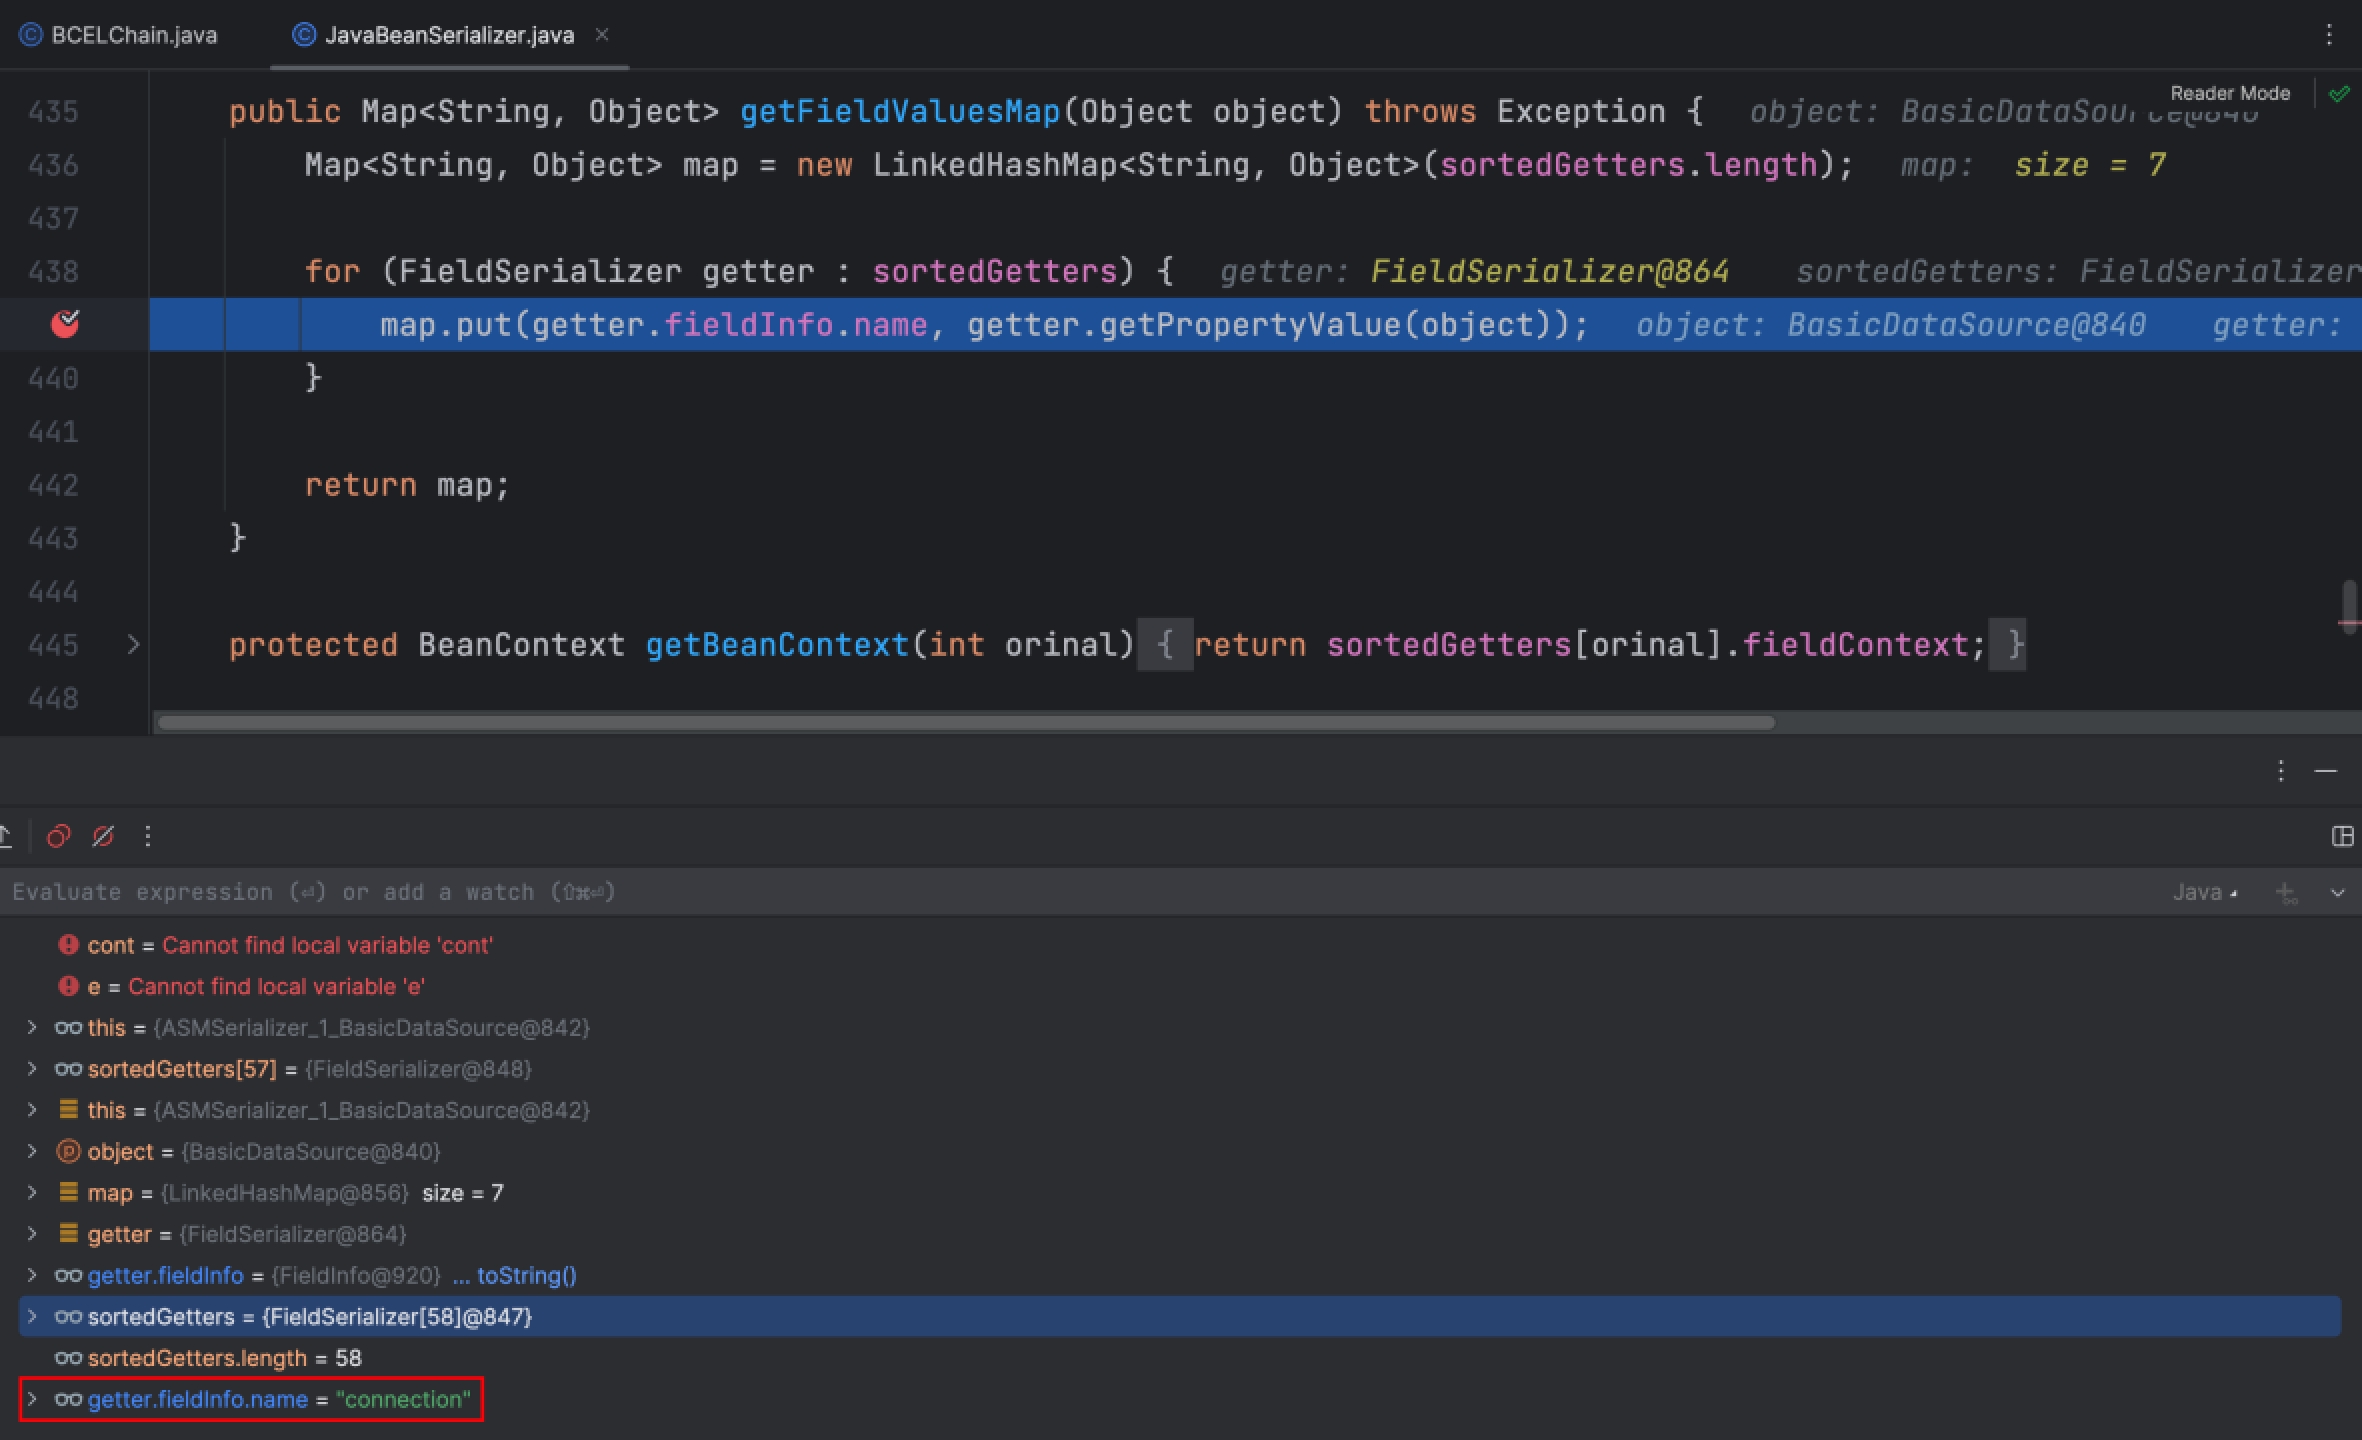 BCELChain.java JavaBeanSerializer.java
Reader Mode
435 public Map<String, Object> getFieldValuesMap(Object object) throws Exception { object: BasicDataSource@840
436 Map<String, Object> map = new LinkedHashMap<String, Object>(sortedGetters.length); map: size = 7
437
438 for (FieldSerializer getter : sortedGetters) { getter: FieldSerializer@864 sortedGetters: FieldSerializer
map.put(getter.fieldInfo.name, getter.getPropertyValue(object)); object: BasicDataSource@840 getter:
440 }
441
442 return map;
443 }
444
445 protected BeanContext getBeanContext(int orinal) { return sortedGetters[orinal].fieldContext; }
448
Evaluate expression (⏎) or add a watch (⇧⌘⏎) Java
cont = Cannot find local variable 'cont'
e = Cannot find local variable 'e'
this = {ASMSerializer_1_BasicDataSource@842}
sortedGetters[57] = {FieldSerializer@848}
this = {ASMSerializer_1_BasicDataSource@842}
object = {BasicDataSource@840}
map = {LinkedHashMap@856} size = 7
getter = {FieldSerializer@864}
getter.fieldInfo = {FieldInfo@920} ... toString()
sortedGetters = {FieldSerializer[58]@847}
sortedGetters.length = 58
getter.fieldInfo.name = "connection"